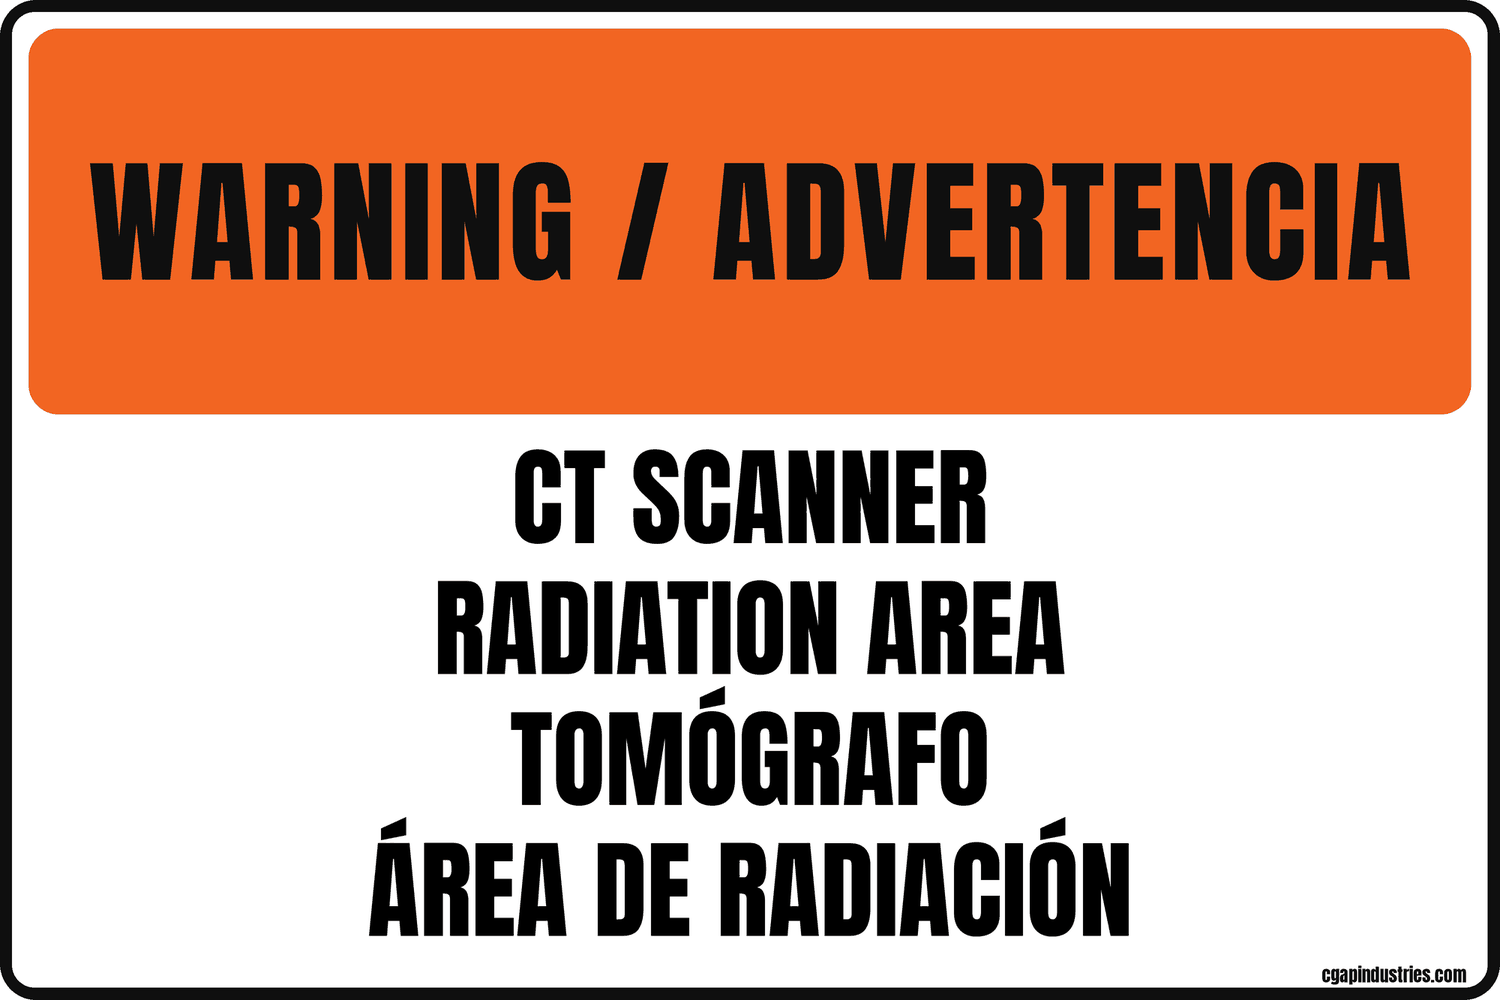 WARNING / ADVERTENCIA
CT SCANNER
RADIATION AREA
TOMÓGRAFO
ÁREA DE RADIACIÓN
cgapindustries.com